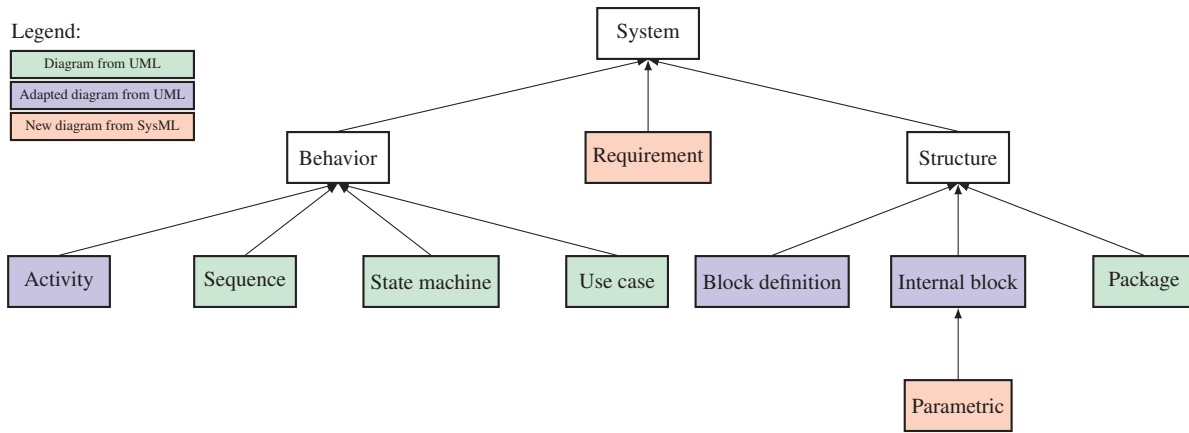 System
Legend:
Diagram from UML
Adapted diagram from UML
New diagram from SysML
Behavior
Requirement
Structure
Activity
Sequence
State machine
Use case
Block definition
Internal block
Package
Parametric